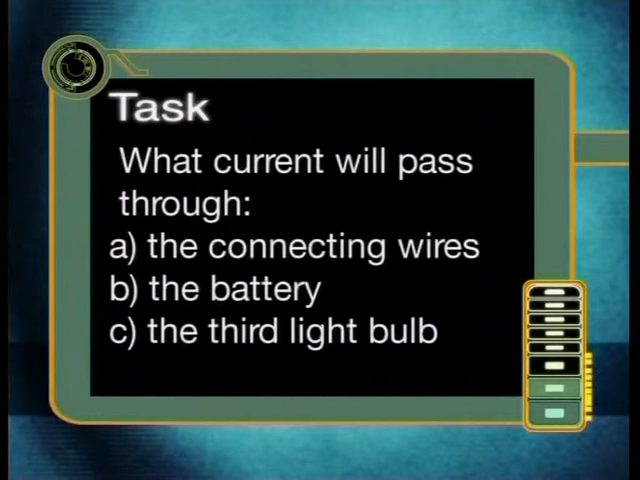 Task
What current will pass
through:
a) the connecting wires
b) the battery
c) the third light bulb